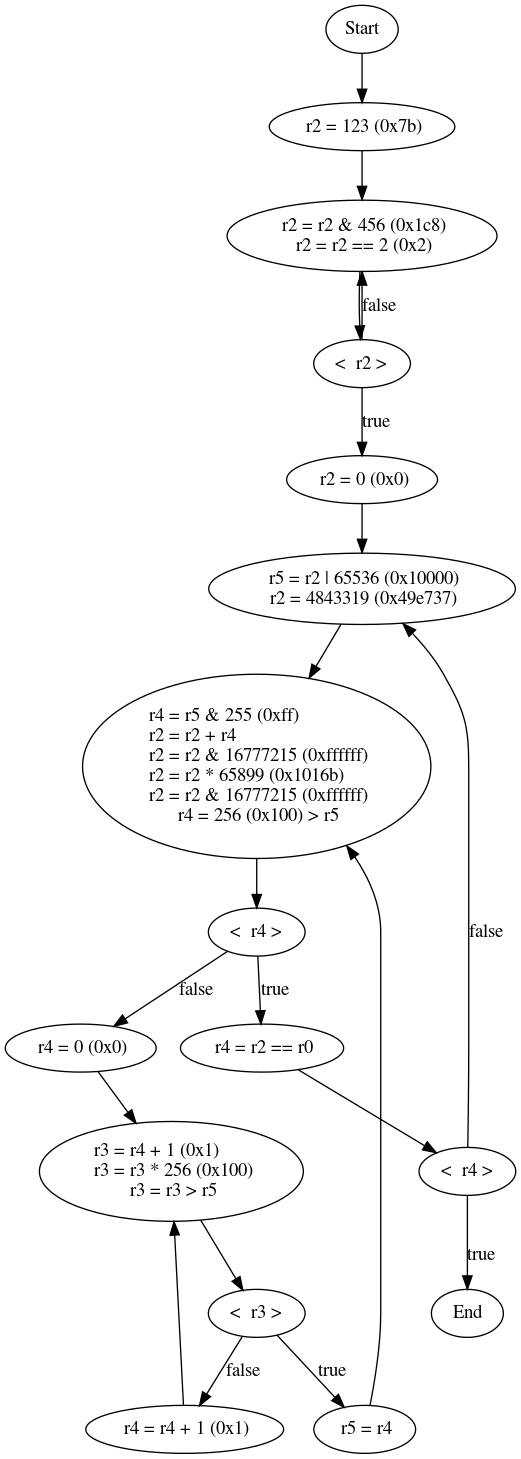 Start
r2 = 123 (0x7b)
r2 = r2 & 456 (0x1c8)
r2 = r2 == 2 (0x2)
false
< r2 >
true
r2 = 0 (0x0)
r5 = r2 | 65536 (0x10000)
r2 = 4843319 (0x49e737)
r4 = r5 & 255 (0xff)
r2 = r2 + r4
r2 = r2 & 16777215 (0xffffff)
r2 = r2 * 65899 (0x1016b)
r2 = r2 & 16777215 (0xffffff)
r4 = 256 (0x100) > r5
< r4 >
false
false
true
r4 = 0 (0x0)
r4 = r2 == r0
r3 = r4 + 1 (0x1)
r3 = r3 * 256 (0x100)
r3 = r3 > r5
< r4 >
true
< r3 >
End
false
true
r4 = r4 + 1 (0x1)
r5 = r4